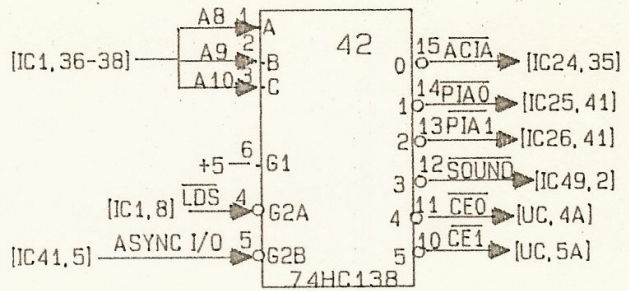 A8 1 A 42 15 ACIA
[IC1,36-38] A9 2 B 0 [IC24,35]
A10 3 C 14 PIA0
1 [IC25,41]
13 PIA1
2 [IC26,41]
+5 6 G1 12 SOUND
3 [IC49,2]
[IC1,8] LDS 4 G2A 11 CE0
4 [UC,4A]
[IC41,5] ASYNC I/O 5 G2B 10 CE1
5 [UC,5A]
74HC138